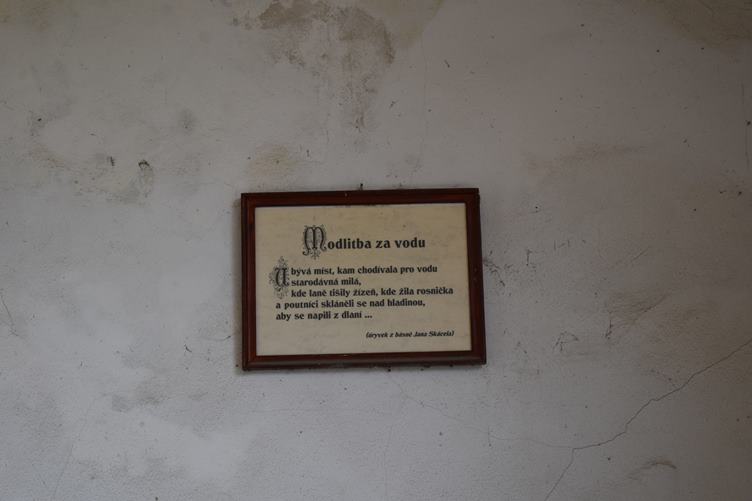 Modlitba za vodu
Ubývá míst, kam chodívala pro vodu
starodávná milá,
kde laně tišily žízeň, kde žila rosnička
a poutníci skláněli se nad hladinou,
aby se napili z dlaní ...
(úryvek z básně Jana Skácela)